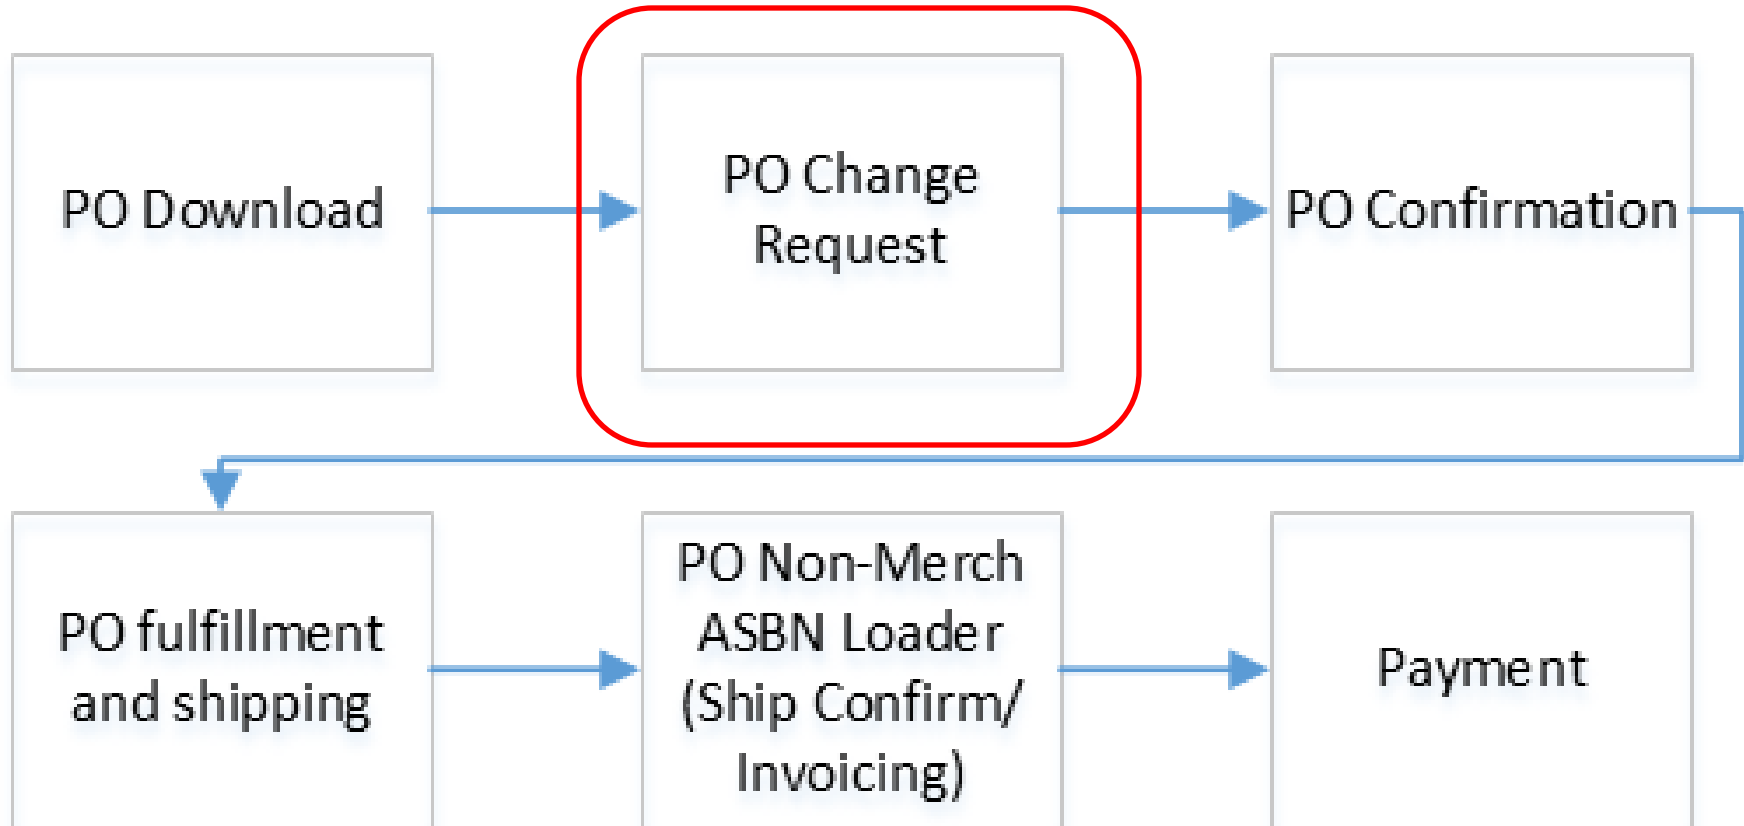 PO Download
PO Change
Request
PO Confirmation
PO fulfillment
and shipping
PO Non-Merch
ASBN Loader
(Ship Confirm/
Invoicing)
Payment